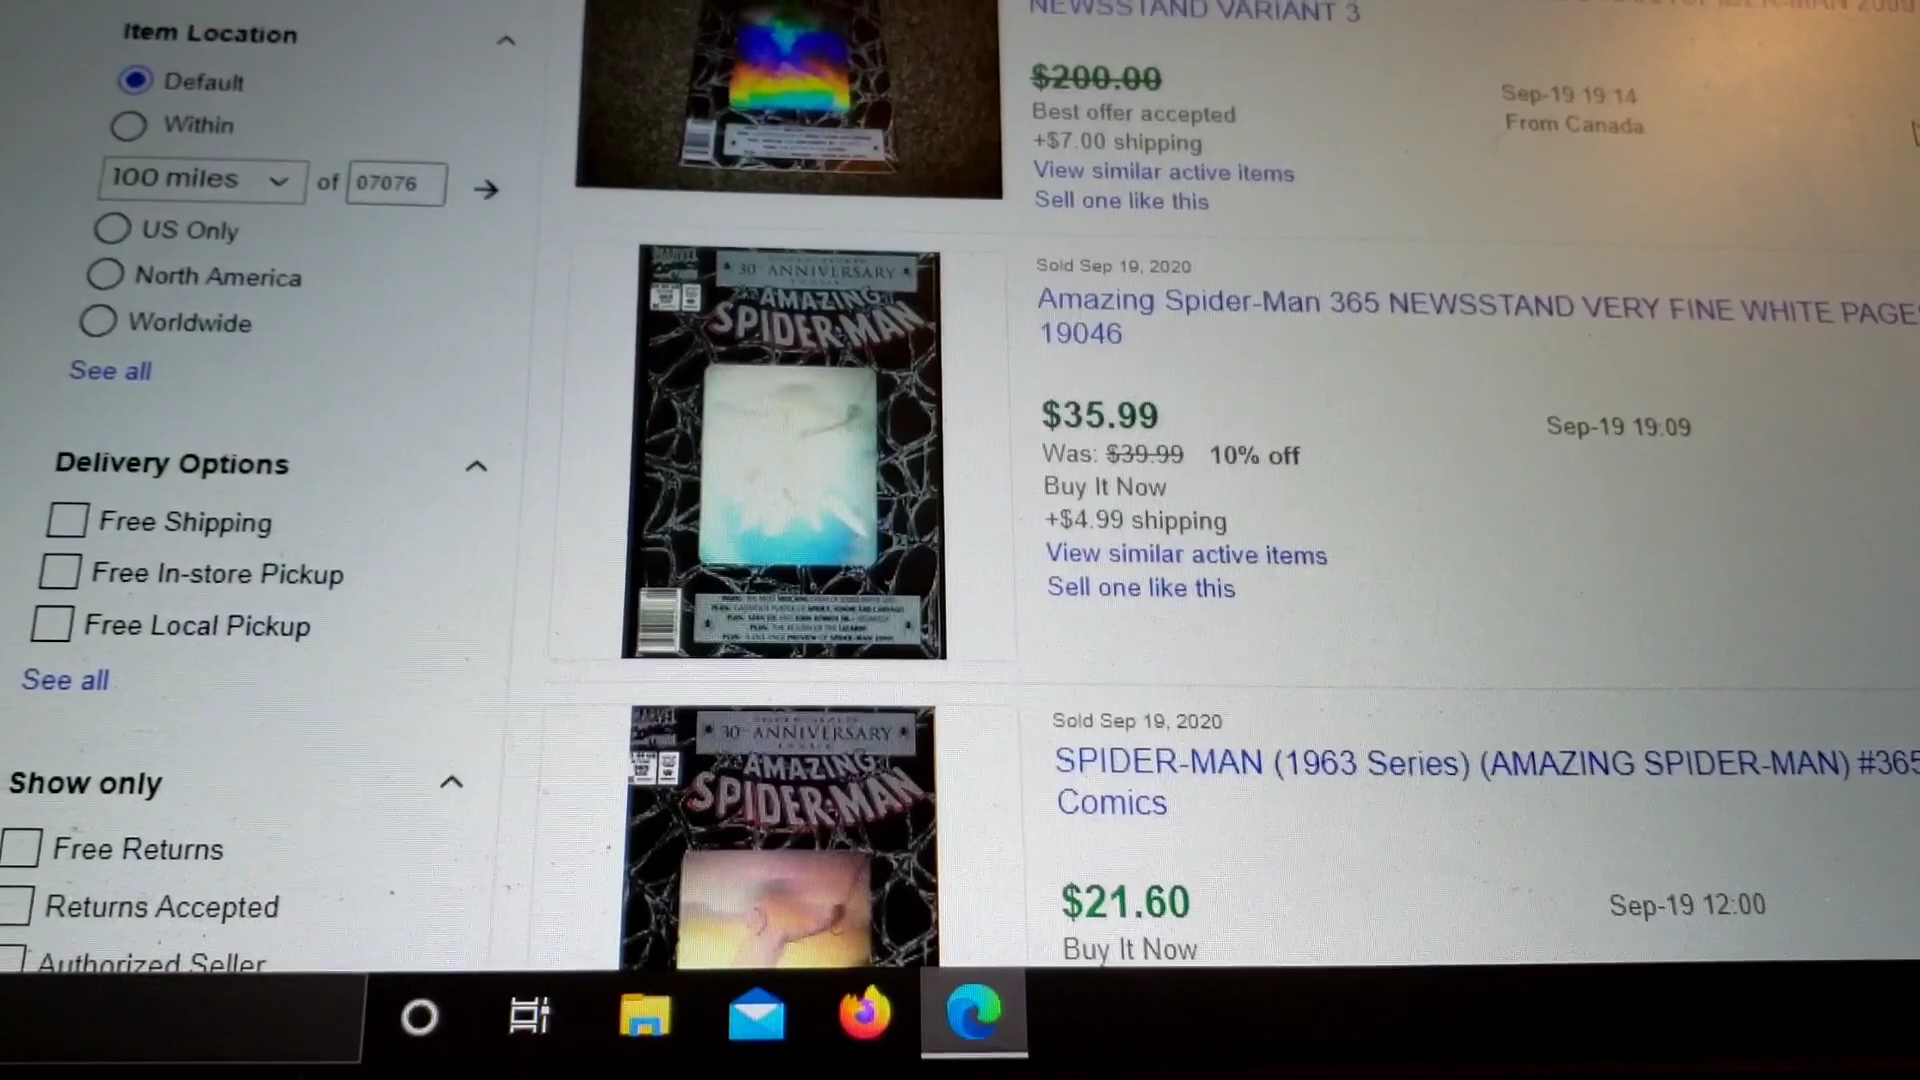 Item Location
Default
Within
100 miles of 07076
US Only
North America
Worldwide
See all
Delivery Options
Free Shipping
Free In-store Pickup
Free Local Pickup
See all
Show only
Free Returns
Returns Accepted
Authorized Seller
NEWSSTAND VARIANT 3
$200.00
Best offer accepted
+$7.00 shipping
View similar active items
Sell one like this
Sep-19 19:14
From Canada
MARVEL COMICS
30TH ANNIVERSARY
AMAZING
SPIDER-MAN
Sold Sep 19, 2020
Amazing Spider-Man 365 NEWSSTAND VERY FINE WHITE PAGE
19046
$35.99
Was: $39.99 10% off
Buy It Now
+$4.99 shipping
View similar active items
Sell one like this
Sep-19 19:09
MARVEL
30TH ANNIVERSARY
AMAZING
SPIDER-MAN
Sold Sep 19, 2020
SPIDER-MAN (1963 Series) (AMAZING SPIDER-MAN) #365
Comics
$21.60
Buy It Now
Sep-19 12:00